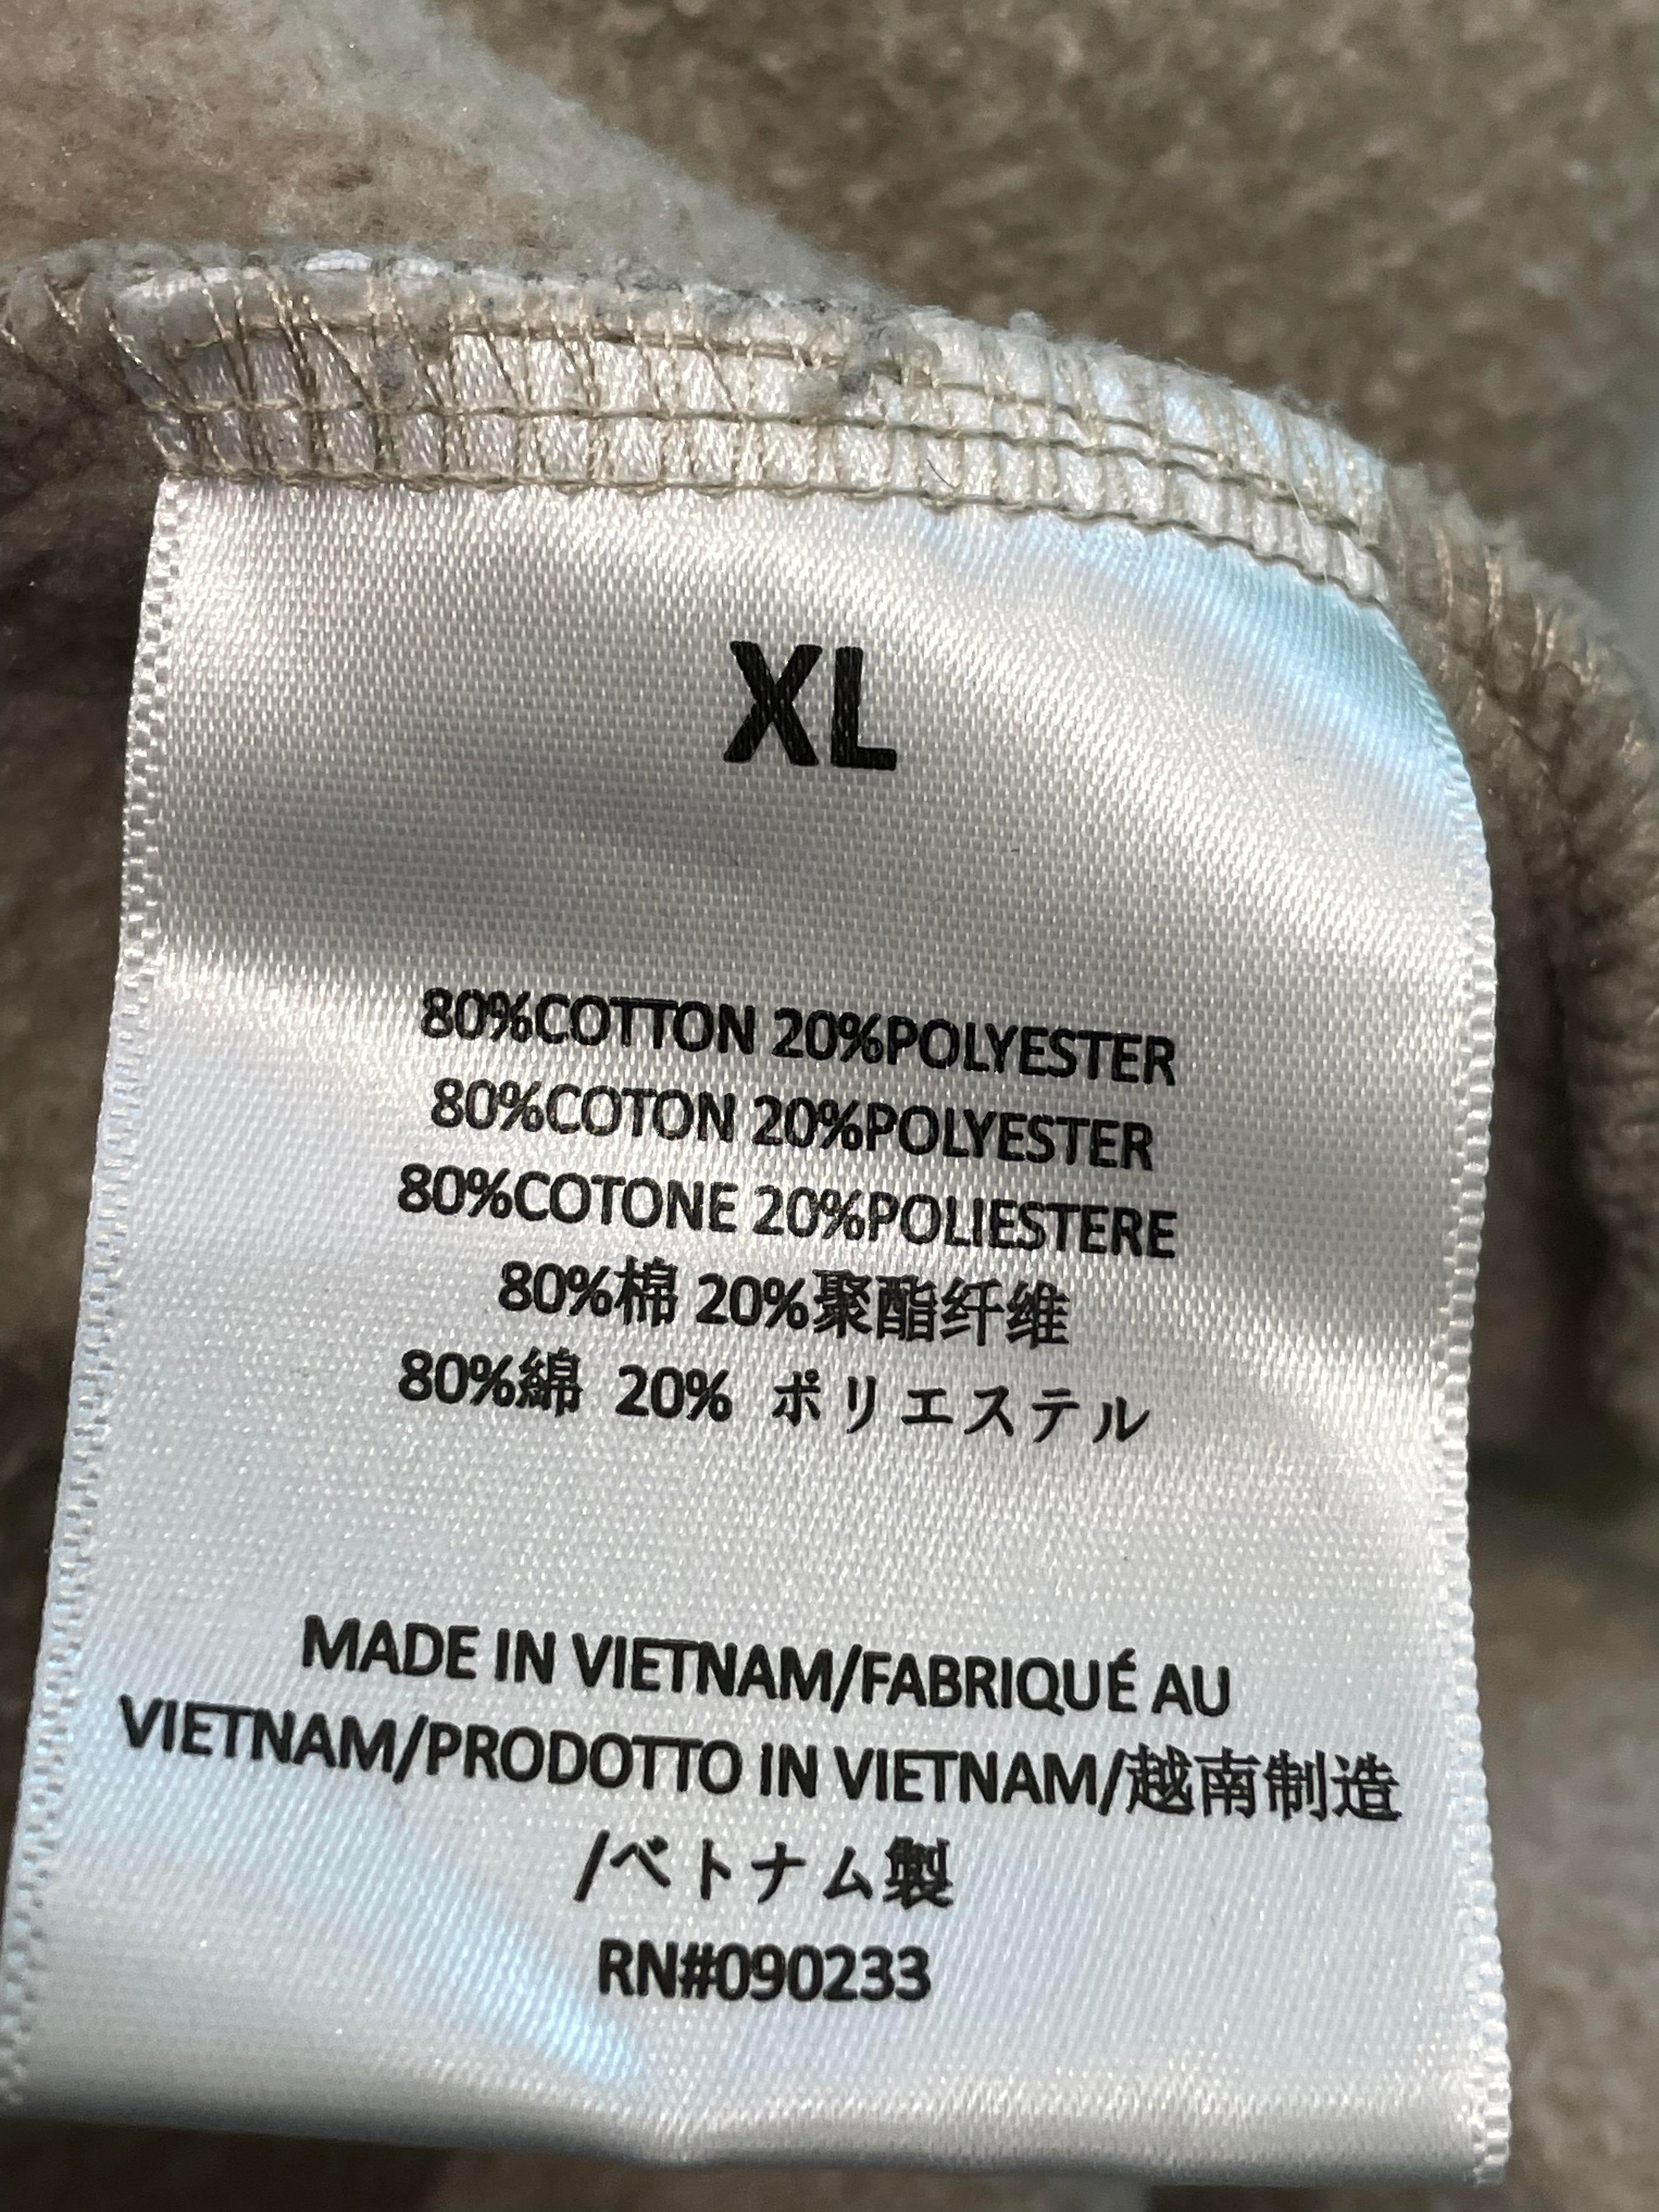 XL
80%COTTON 20%POLYESTER
80%COTON 20%POLYESTER
80%COTONE 20%POLIESTERE
80%棉 20%聚酯纤维
80%綿 20% ポリエステル
MADE IN VIETNAM/FABRIQUÉ AU
VIETNAM/PRODOTTO IN VIETNAM/越南制造
/ベトナム製
RN#090233